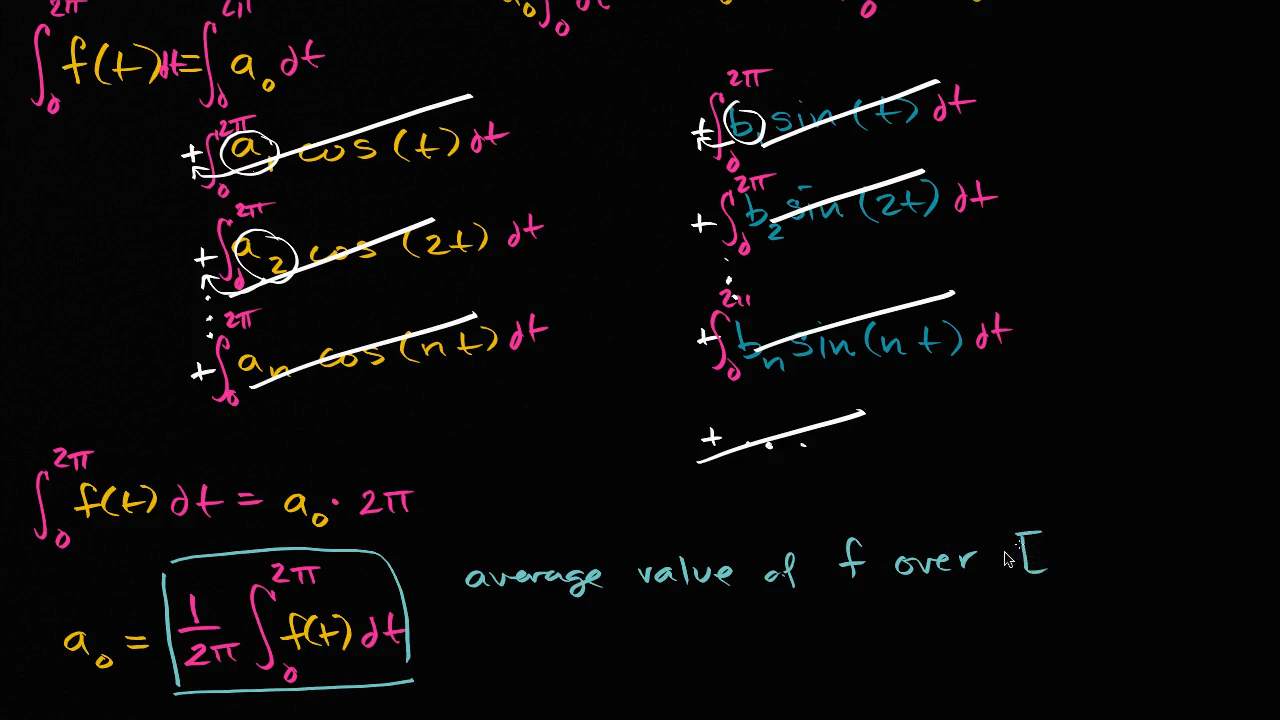 ∫₀^2π f(t) dt = ∫₀^2π a₀ dt
+ ∫₀^2π a₁ cos(t) dt
+ ∫₀^2π a₂ cos(2t) dt
+ ∫₀^2π aₙ cos(nt) dt
+ ∫₀^2π b₁ sin(t) dt
+ ∫₀^2π b₂ sin(2t) dt
+ ∫₀^2π bₙ sin(nt) dt
+ ...
∫₀^2π f(t) dt = a₀ · 2π
a₀ = 1/2π ∫₀^2π f(t) dt
average value of f over [